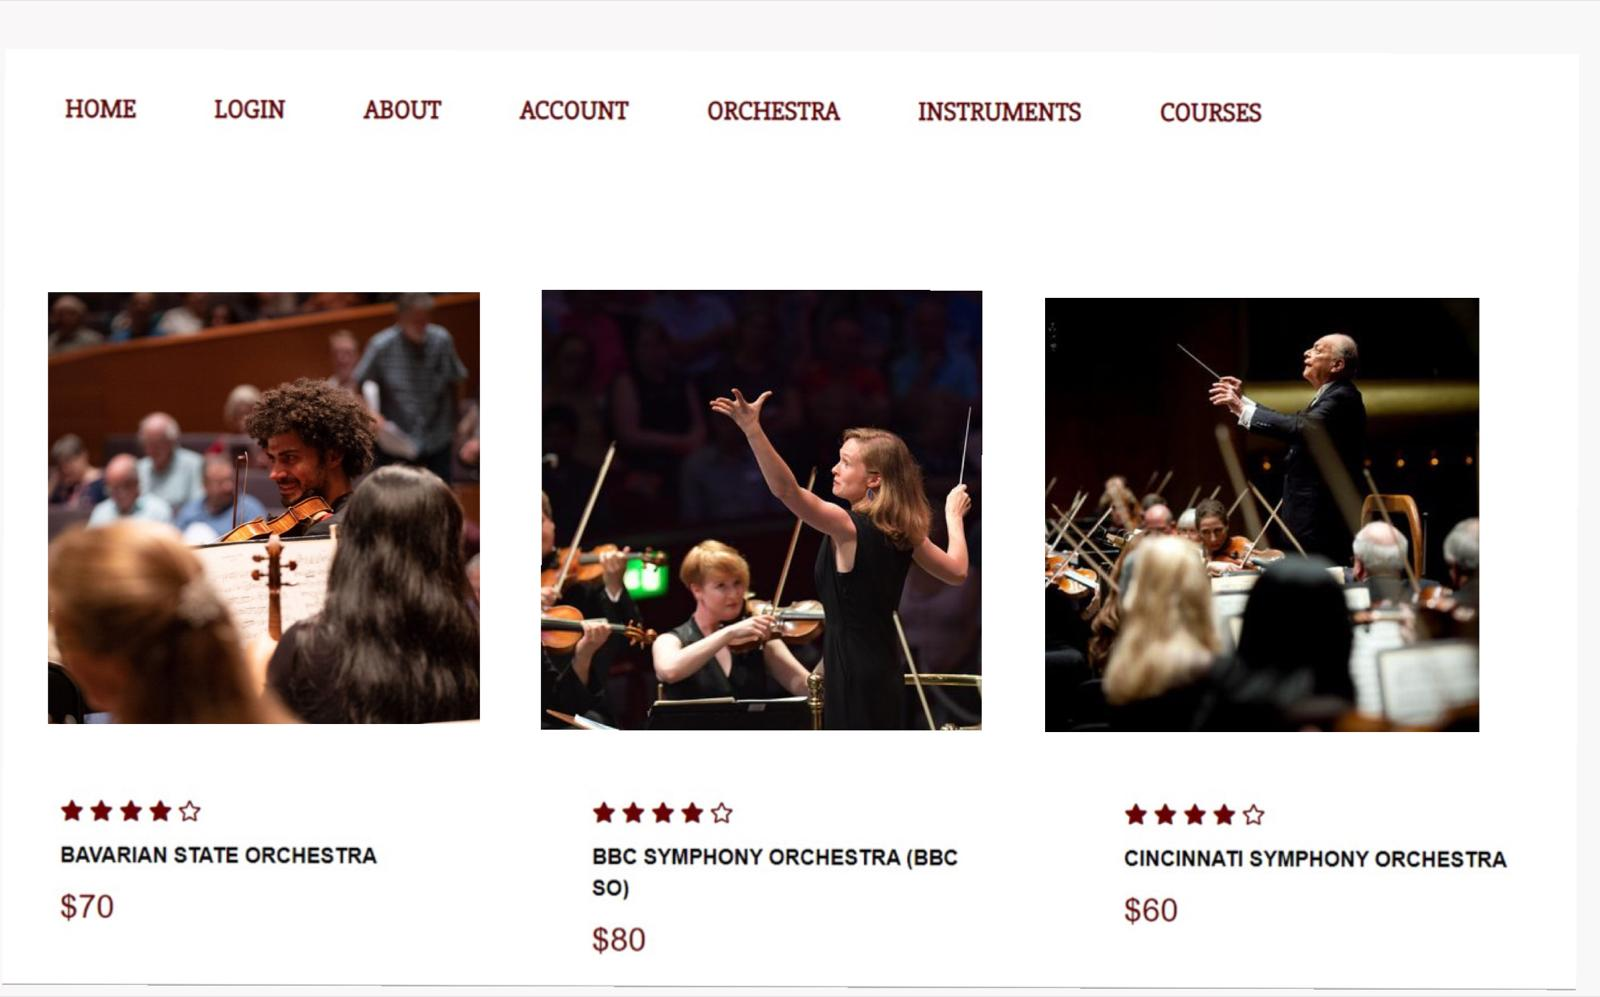 HOME LOGIN ABOUT ACCOUNT ORCHESTRA INSTRUMENTS COURSES
BAVARIAN STATE ORCHESTRA
$70
BBC SYMPHONY ORCHESTRA (BBC
SO)
$80
CINCINNATI SYMPHONY ORCHESTRA
$60